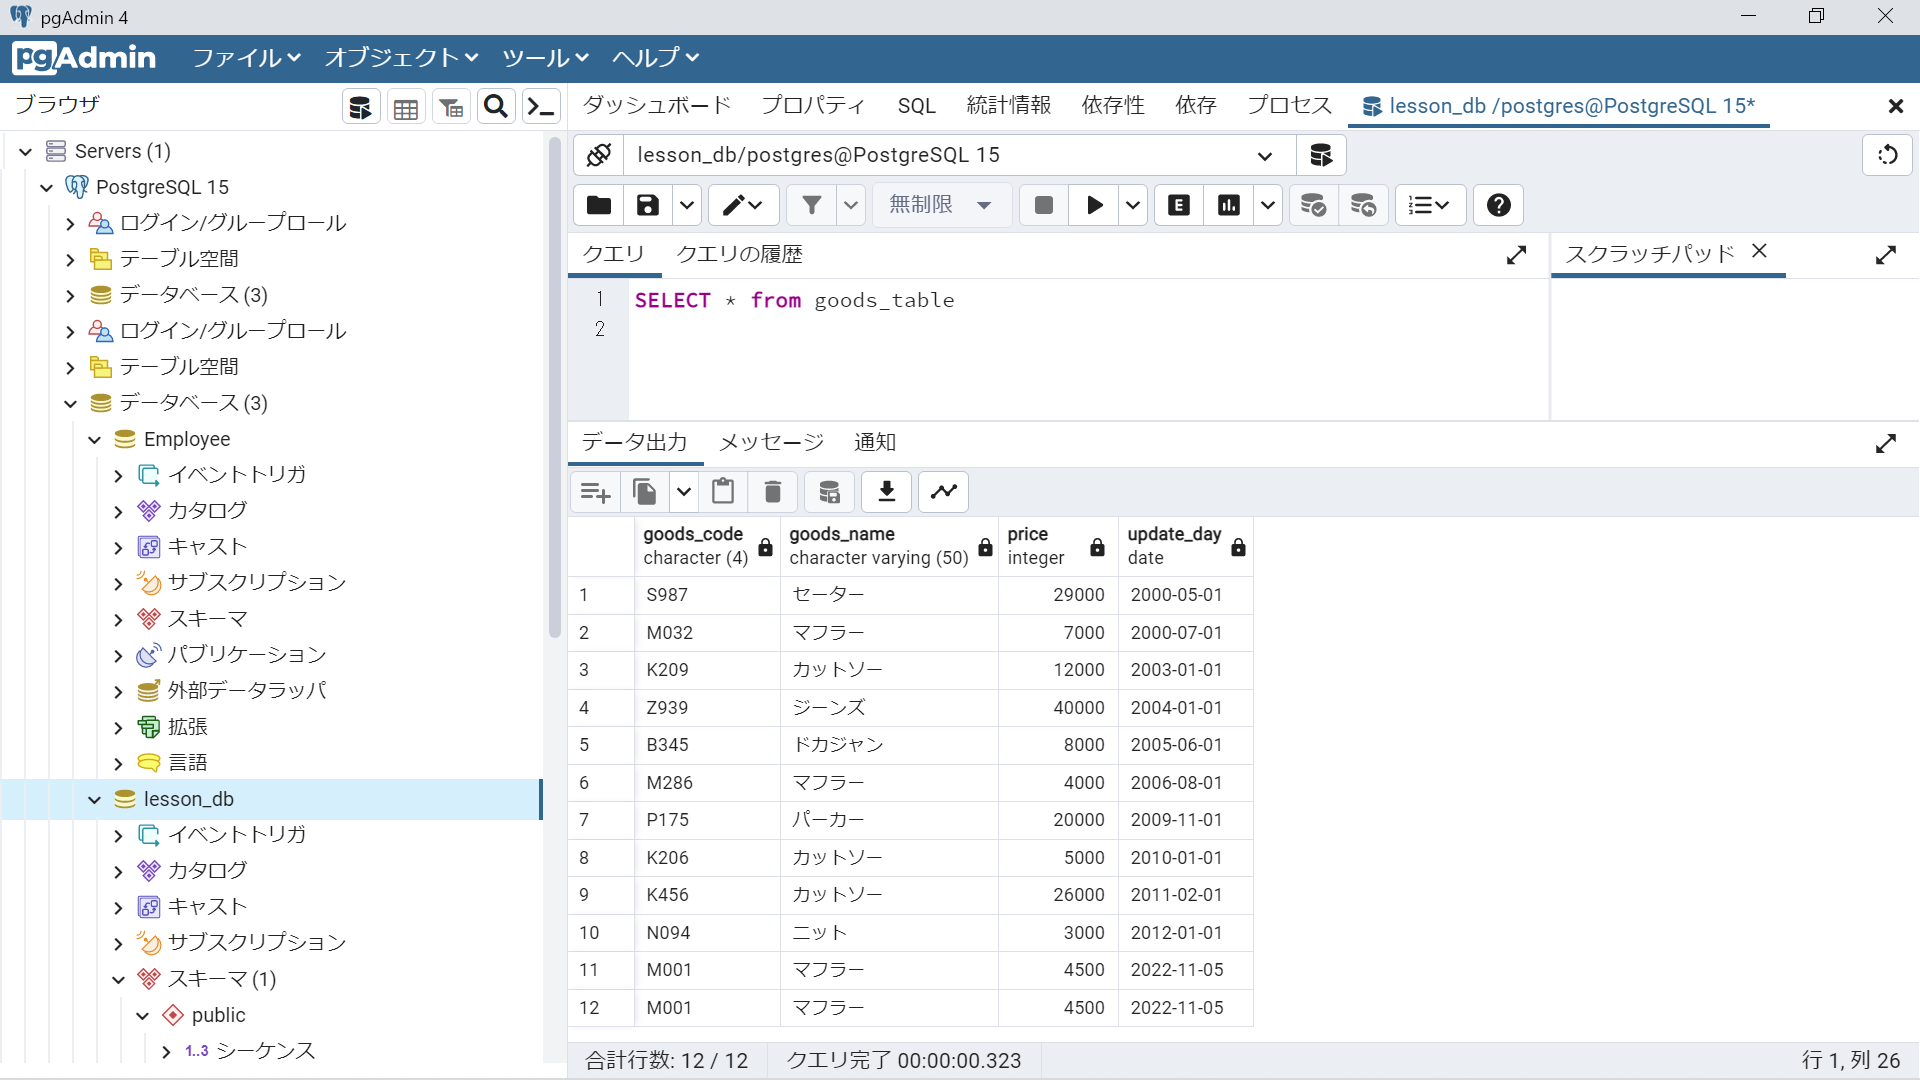 pgAdmin 4
pgAdmin ファイル オブジェクト ツール ヘルプ
ブラウザ
ダッシュボード プロパティ SQL 統計情報 依存性 依存 プロセス lesson_db /postgres@PostgreSQL 15*
Servers (1)
PostgreSQL 15
ログイン/グループロール
テーブル空間
データベース (3)
ログイン/グループロール
テーブル空間
データベース (3)
Employee
イベントトリガ
カタログ
キャスト
サブスクリプション
スキーマ
パブリケーション
外部データラッパ
拡張
言語
lesson_db
イベントトリガ
カタログ
キャスト
サブスクリプション
スキーマ (1)
public
1..3 シーケンス
lesson_db/postgres@PostgreSQL 15
無制限 E
クエリ クエリの履歴
スクラッチパッド
1 SELECT * from goods_table
2
データ出力 メッセージ 通知
goods_code goods_name price update_day
character (4) character varying (50) integer date
1 S987 セーター 29000 2000-05-01
2 M032 マフラー 7000 2000-07-01
3 K209 カットソー 12000 2003-01-01
4 Z939 ジーンズ 40000 2004-01-01
5 B345 ドカジャン 8000 2005-06-01
6 M286 マフラー 4000 2006-08-01
7 P175 パーカー 20000 2009-11-01
8 K206 カットソー 5000 2010-01-01
9 K456 カットソー 26000 2011-02-01
10 N094 ニット 3000 2012-01-01
11 M001 マフラー 4500 2022-11-05
12 M001 マフラー 4500 2022-11-05
合計行数: 12 / 12 クエリ完了 00:00:00.323 行 1, 列 26